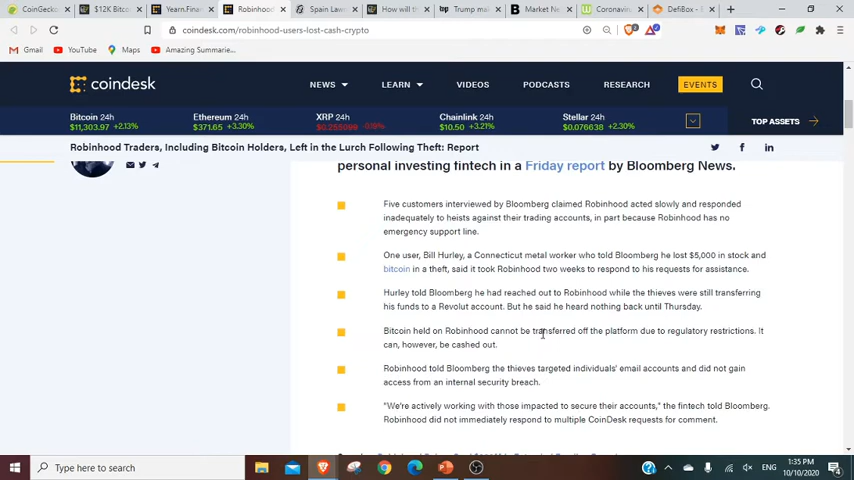 CoinGecko
$12K Bitco
Yearn.Finan
Robinhood
Spain Laws
How will th
Trump mak
Market Ne
Coronavir
DefiBox —
coindesk.com/robinhood-users-lost-cash-crypto
Gmail
YouTube
Maps
Amazing Summarie...
coindesk
NEWS
LEARN
VIDEOS
PODCASTS
RESEARCH
EVENTS
Bitcoin 24h
Ethereum 24h
XRP 24h
Chainlink 24h
Stellar 24h
$11,303.97 +2.13%
$371.65 +3.30%
$10.50 +3.21%
$0.076638 +2.30%
TOP ASSETS
Robinhood Traders, Including Bitcoin Holders, Left in the Lurch Following Theft: Report
personal investing fintech in a Friday report by Bloomberg News.
Five customers interviewed by Bloomberg claimed Robinhood acted slowly and responded
inadequately to heists against their trading accounts, in part because Robinhood has no
emergency support line.
One user, Bill Hurley, a Connecticut metal worker who told Bloomberg he lost $5,000 in stock and
bitcoin in a theft, said it took Robinhood two weeks to respond to his requests for assistance.
Hurley told Bloomberg he had reached out to Robinhood while the thieves were still transferring
his funds to a Revolut account. But he said he heard nothing back until Thursday.
Bitcoin held on Robinhood cannot be transferred off the platform due to regulatory restrictions. It
can, however, be cashed out.
Robinhood told Bloomberg the thieves targeted individuals' email accounts and did not gain
access from an internal security breach.
"We're actively working with those impacted to secure their accounts," the fintech told Bloomberg.
Robinhood did not immediately respond to multiple CoinDesk requests for comment.
Type here to search
ENG
1:35 PM
10/10/2020